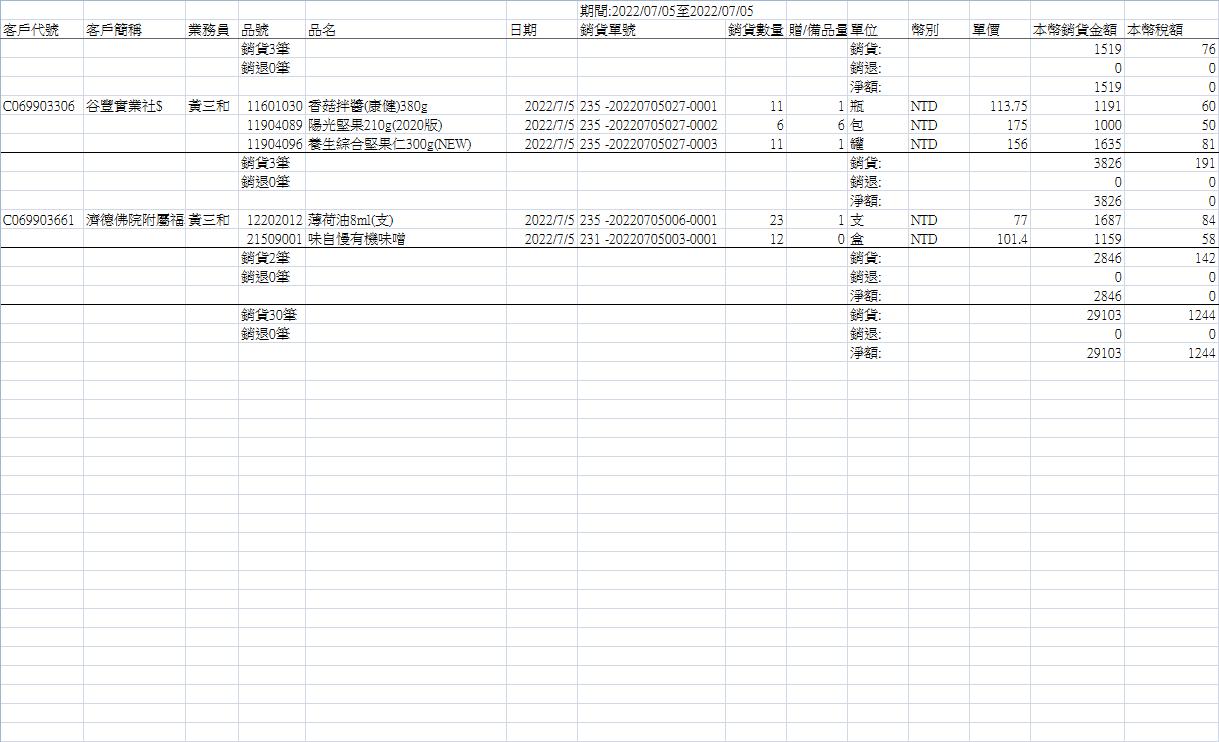 期間:2022/07/05至2022/07/05
客戶代號 客戶簡稱 業務員 品號 品名 日期 銷貨單號 銷貨數量 贈/備品量 單位 幣別 單價 本幣銷貨金額 本幣稅額
銷貨3筆 銷貨: 1519 76
銷退0筆 銷退: 0 0
淨額: 1519 0
C069903306 谷豐實業社$ 黃三和 11601030 香菇拌醬(康健)380g 2022/7/5 235 -20220705027-0001 11 1 瓶 NTD 113.75 1191 60
11904089 陽光堅果210g(2020版) 2022/7/5 235 -20220705027-0002 6 6 包 NTD 175 1000 50
11904096 養生綜合堅果仁300g(NEW) 2022/7/5 235 -20220705027-0003 11 1 罐 NTD 156 1635 81
銷貨3筆 銷貨: 3826 191
銷退0筆 銷退: 0 0
淨額: 3826 0
C069903661 濟德佛院附屬福 黃三和 12202012 薄荷油8ml(支) 2022/7/5 235 -20220705006-0001 23 1 支 NTD 77 1687 84
21509001 味自慢有機味噌 2022/7/5 231 -20220705003-0001 12 0 盒 NTD 101.4 1159 58
銷貨2筆 銷貨: 2846 142
銷退0筆 銷退: 0 0
淨額: 2846 0
銷貨30筆 銷貨: 29103 1244
銷退0筆 銷退: 0 0
淨額: 29103 1244